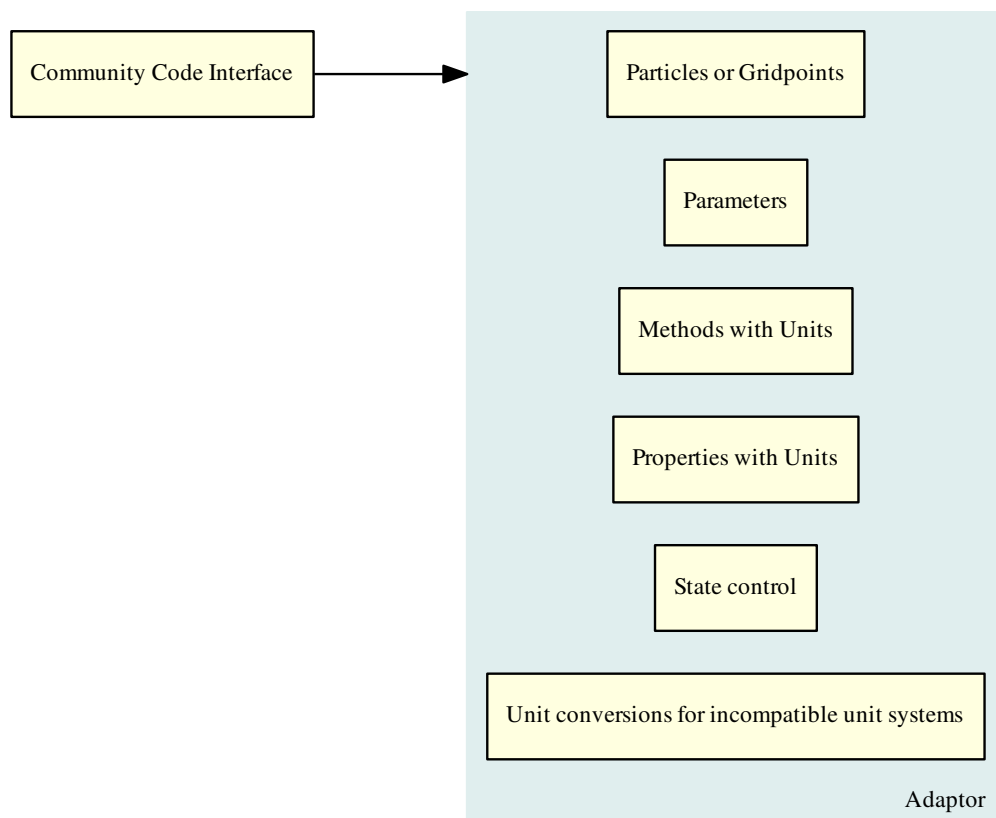 Community Code Interface
Particles or Gridpoints
Parameters
Methods with Units
Properties with Units
State control
Unit conversions for incompatible unit systems
Adaptor